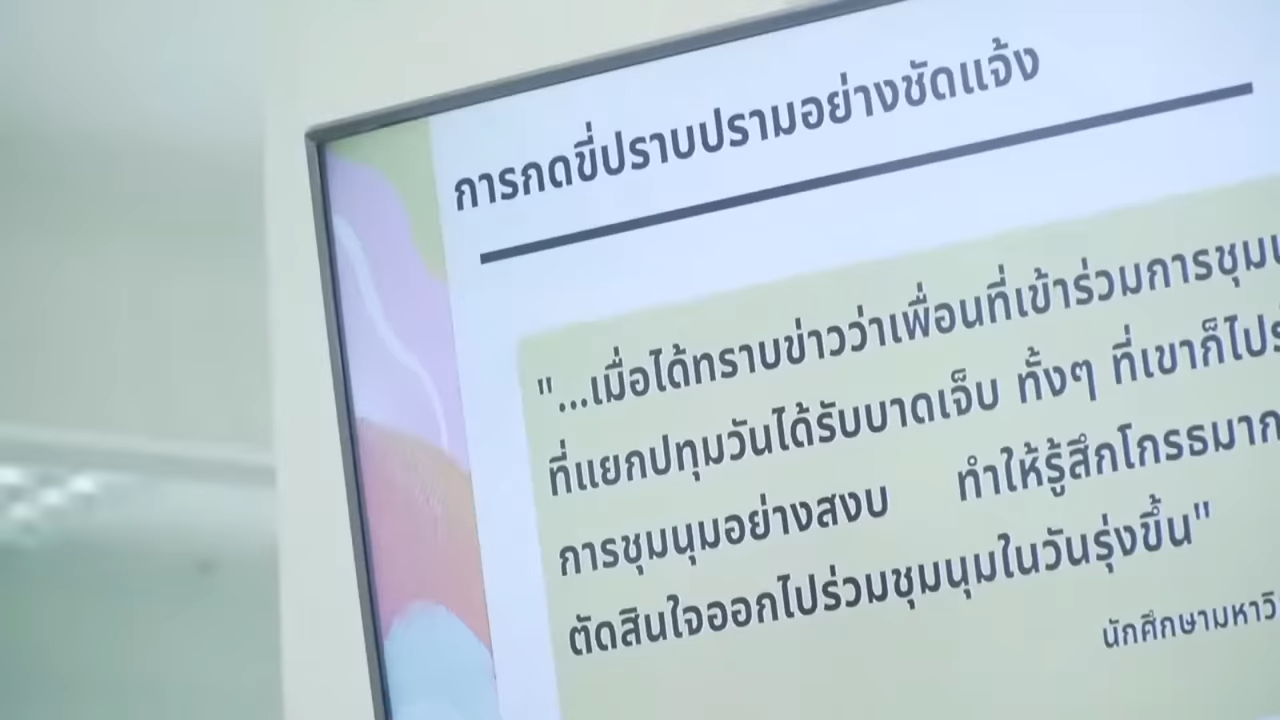 การกดขี่ปราบปรามอย่างชัดแจ้ง
"...เมื่อได้ทราบข่าวว่าเพื่อนที่เข้าร่วมการชุมนุ
ที่แยกปทุมวันได้รับบาดเจ็บ ทั้งๆ ที่เขาก็ไป
การชุมนุมอย่างสงบ ทำให้รู้สึกโกรธมาก
ตัดสินใจออกไปร่วมชุมนุมในวันรุ่งขึ้น"
นักศึกษามหาวิ